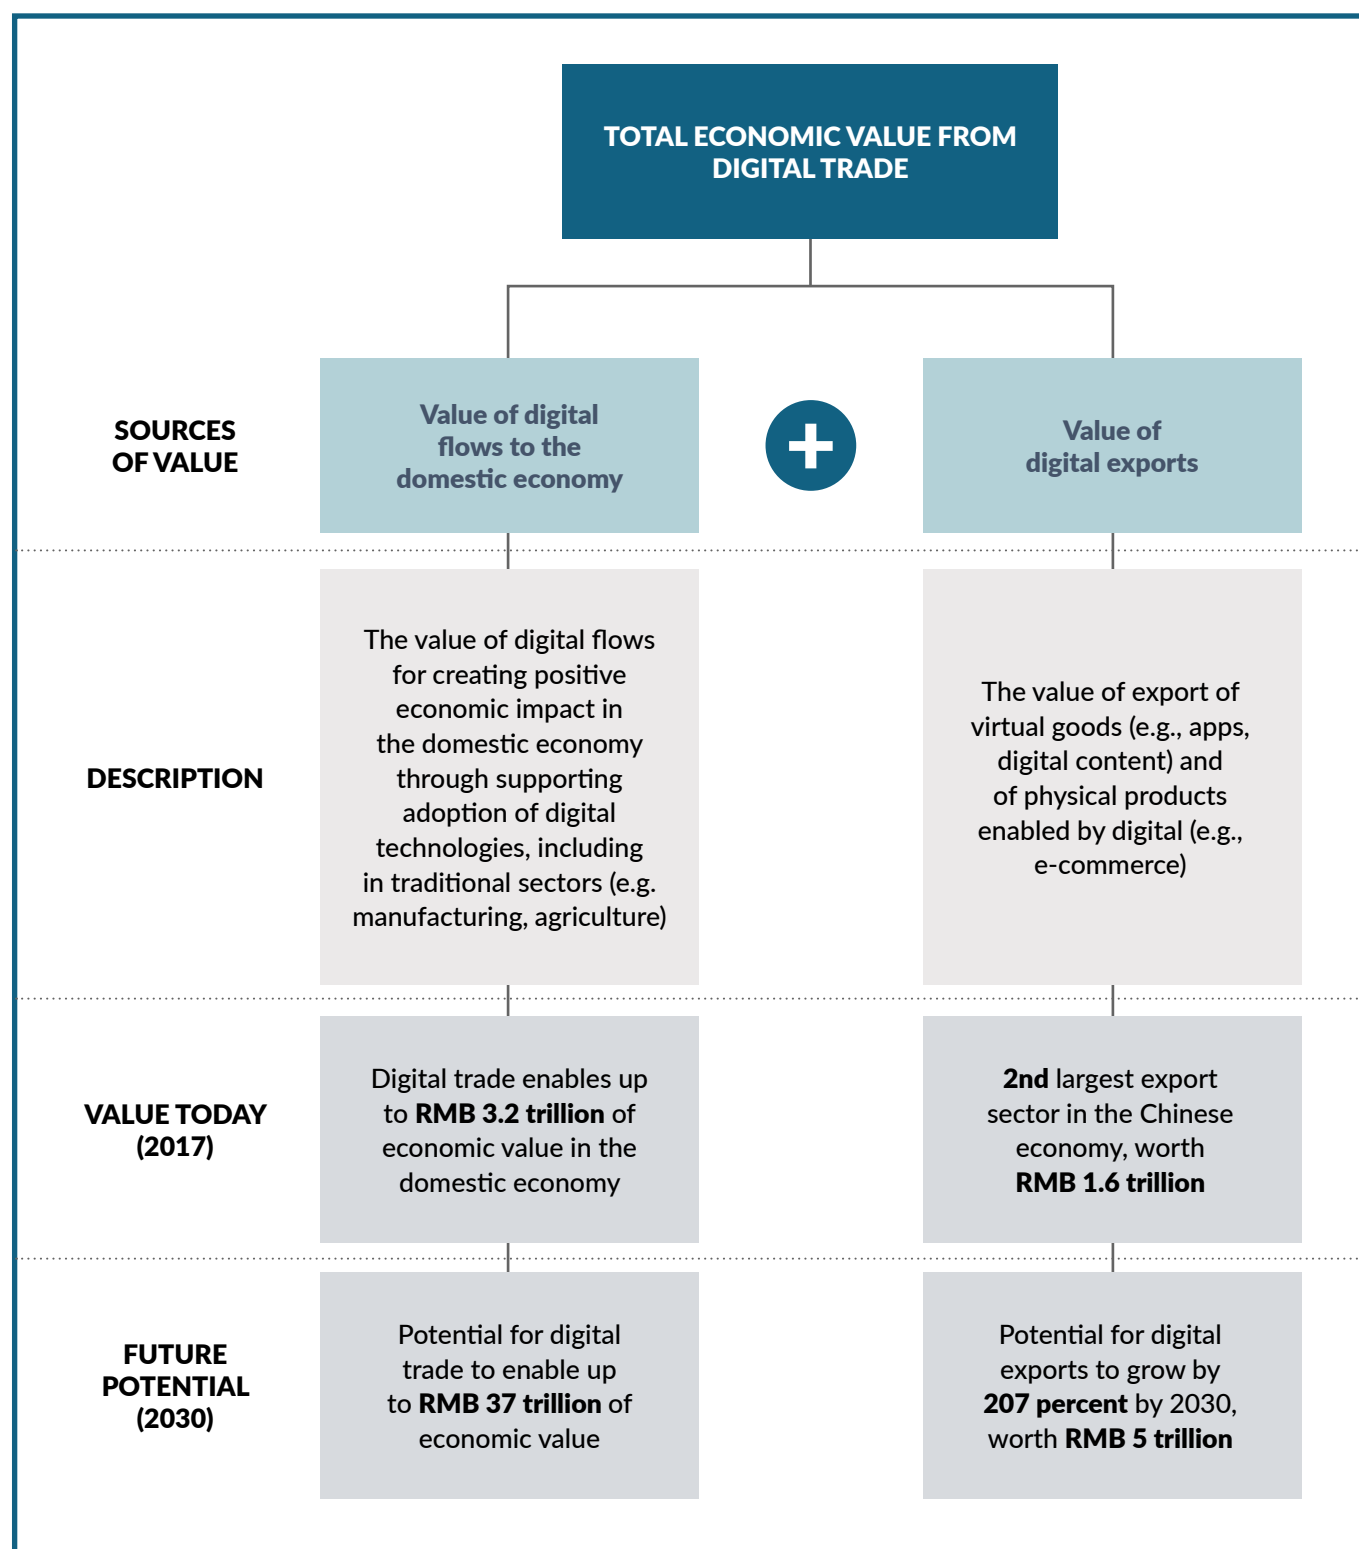 TOTAL ECONOMIC VALUE FROM
DIGITAL TRADE
SOURCES
OF VALUE
Value of digital
flows to the
domestic economy
+
Value of
digital exports
DESCRIPTION
The value of digital flows
for creating positive
economic impact in
the domestic economy
through supporting
adoption of digital
technologies, including
in traditional sectors (e.g.
manufacturing, agriculture)
The value of export of
virtual goods (e.g., apps,
digital content) and
of physical products
enabled by digital (e.g.,
e-commerce)
VALUE TODAY
(2017)
Digital trade enables up
to RMB 3.2 trillion of
economic value in the
domestic economy
2nd largest export
sector in the Chinese
economy, worth
RMB 1.6 trillion
FUTURE
POTENTIAL
(2030)
Potential for digital
trade to enable up
to RMB 37 trillion of
economic value
Potential for digital
exports to grow by
207 percent by 2030,
worth RMB 5 trillion